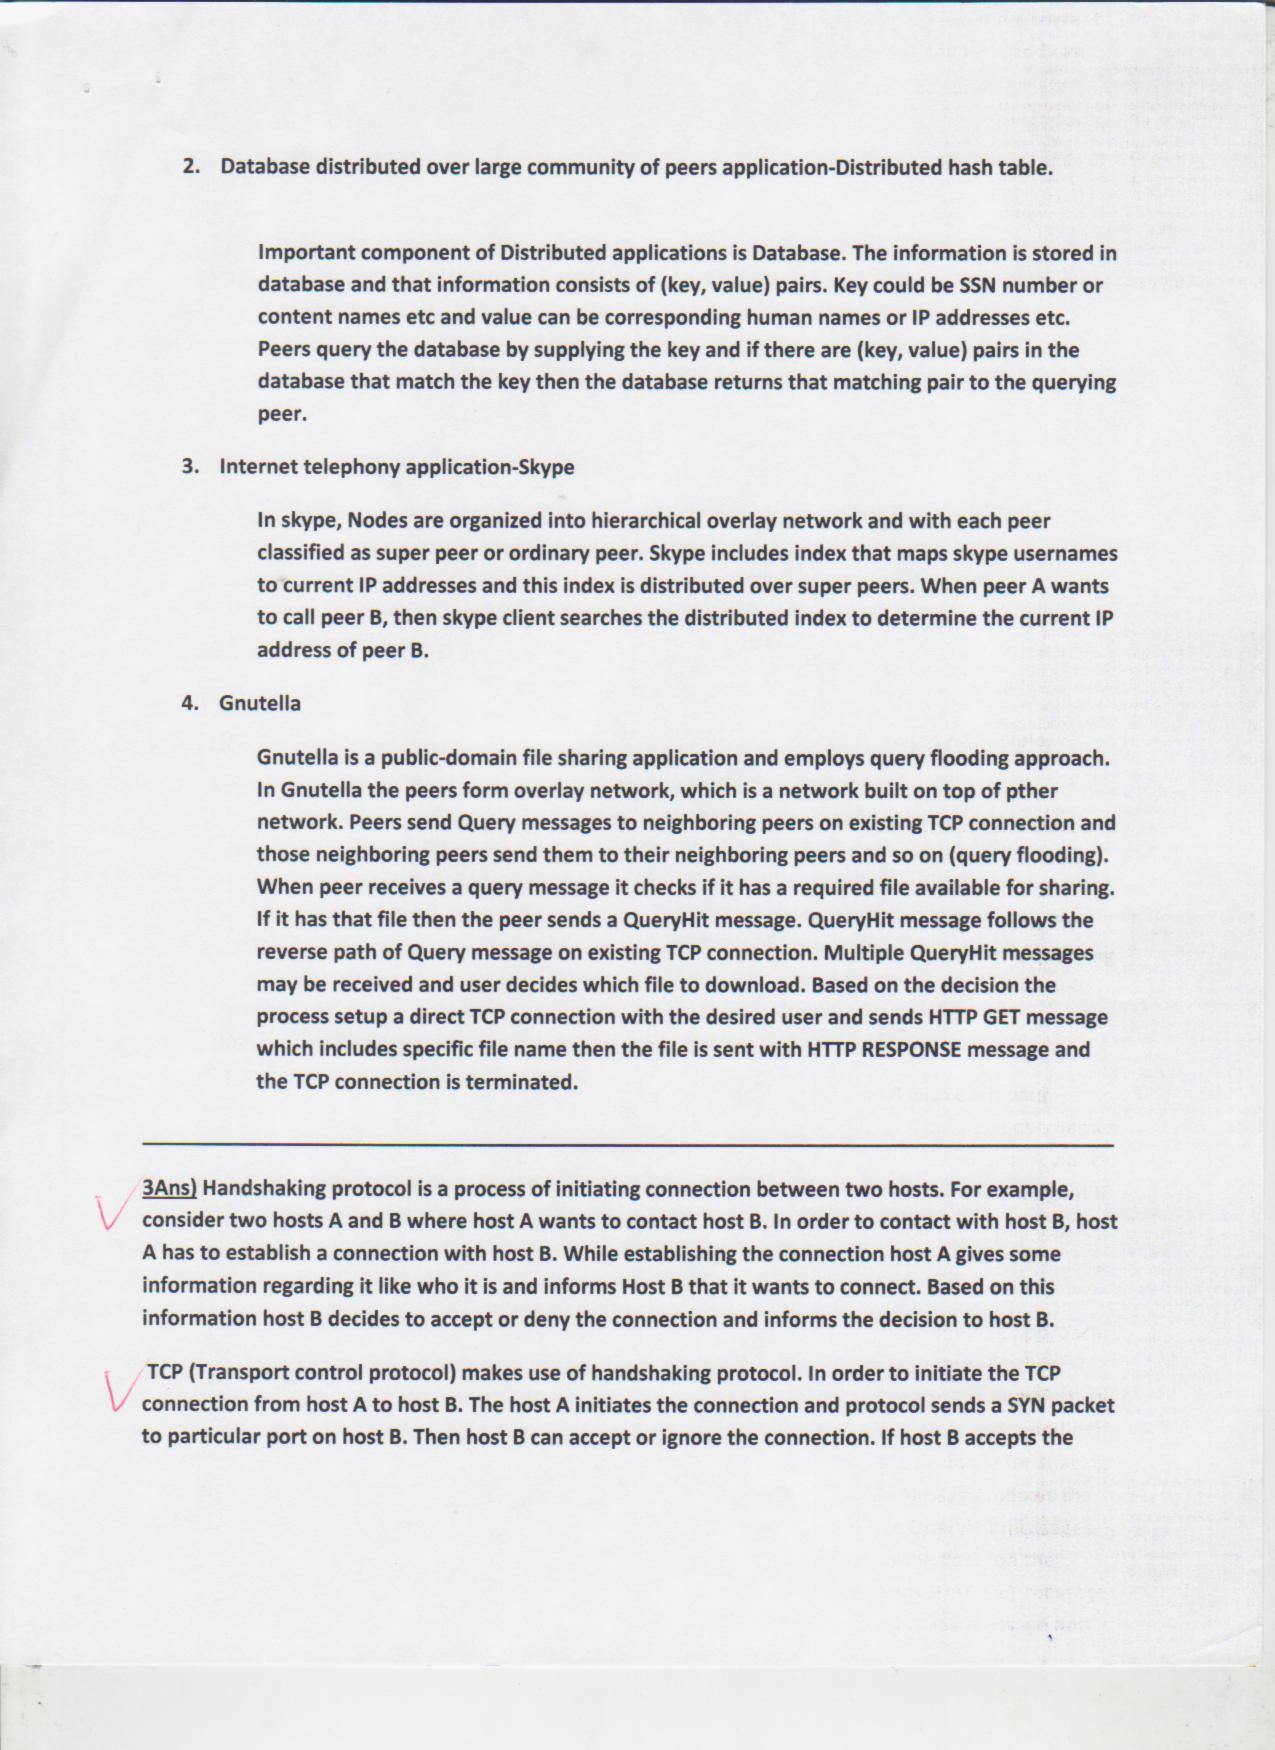 2. Database distributed over large community of peers application-Distributed hash table.
Important component of Distributed applications is Database. The information is stored in
database and that information consists of (key, value) pairs. Key could be SSN number or
content names etc and value can be corresponding human names or IP addresses etc.
Peers query the database by supplying the key and if there are (key, value) pairs in the
database that match the key then the database returns that matching pair to the querying
peer.
3. Internet telephony application-Skype
In skype, Nodes are organized into hierarchical overlay network and with each peer
classified as super peer or ordinary peer. Skype includes index that maps skype usernames
to current IP addresses and this index is distributed over super peers. When peer A wants
to call peer B, then skype client searches the distributed index to determine the current IP
address of peer B.
4. Gnutella
Gnutella is a public-domain file sharing application and employs query flooding approach.
In Gnutella the peers form overlay network, which is a network built on top of pther
network. Peers send Query messages to neighboring peers on existing TCP connection and
those neighboring peers send them to their neighboring peers and so on (query flooding).
When peer receives a query message it checks if it has a required file available for sharing.
If it has that file then the peer sends a QueryHit message. QueryHit message follows the
reverse path of Query message on existing TCP connection. Multiple QueryHit messages
may be received and user decides which file to download. Based on the decision the
process setup a direct TCP connection with the desired user and sends HTTP GET message
which includes specific file name then the file is sent with HTTP RESPONSE message and
the TCP connection is terminated.
3Ans) Handshaking protocol is a process of initiating connection between two hosts. For example,
consider two hosts A and B where host A wants to contact host B. In order to contact with host B, host
A has to establish a connection with host B. While establishing the connection host A gives some
information regarding it like who it is and informs Host B that it wants to connect. Based on this
information host B decides to accept or deny the connection and informs the decision to host B.
TCP (Transport control protocol) makes use of handshaking protocol. In order to initiate the TCP
connection from host A to host B. The host A initiates the connection and protocol sends a SYN packet
to particular port on host B. Then host B can accept or ignore the connection. If host B accepts the